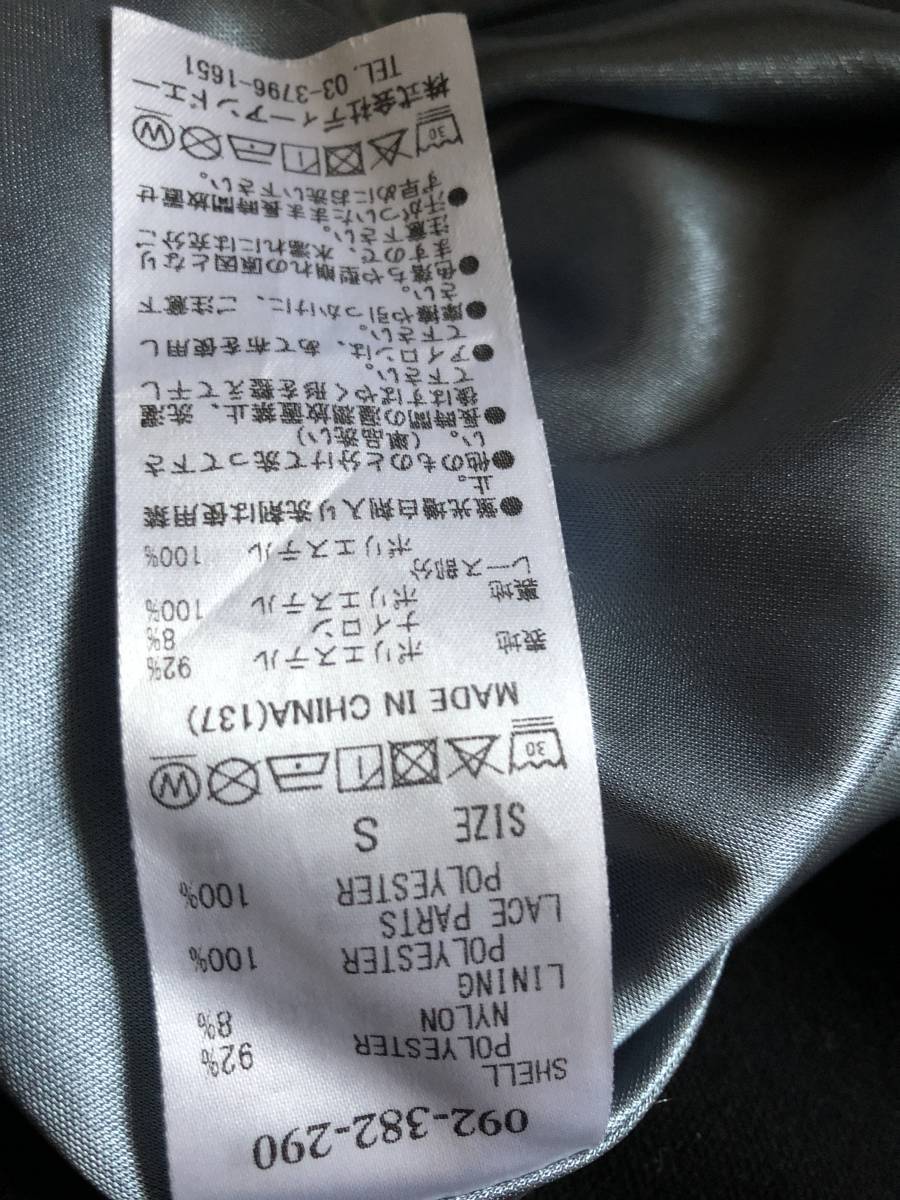 092-382-290
SHELL
POLYESTER 92%
NYLON 8%
LINING
POLYESTER 100%
LACE PARTS
POLYESTER 100%
SIZE S
30 W
MADE IN CHINA(137)
表地 ポリエステル 92%
ナイロン 8%
裏地 ポリエステル 100%
レース部分
ポリエステル 100%
●蛍光増白剤入り洗剤は使用禁
止。
●他のものと分けて洗って下さ
い。(単品洗い)
●長時間の濡濡放置禁止、洗濯
後はすばやく形を整えて干し
て下さい。
●アイロンは、あて布を使用し
て下さい。
●摩擦や引っかけに、ご注意下
さい。
●色落ちや型崩れの原因となり
ますので、水濡れには充分ご
注意下さい。
●汗がついたまま長時間放置せ
ず早めにお洗い下さい。
30 W
株式会社ティーアンドエー
TEL. 03-3796-1651